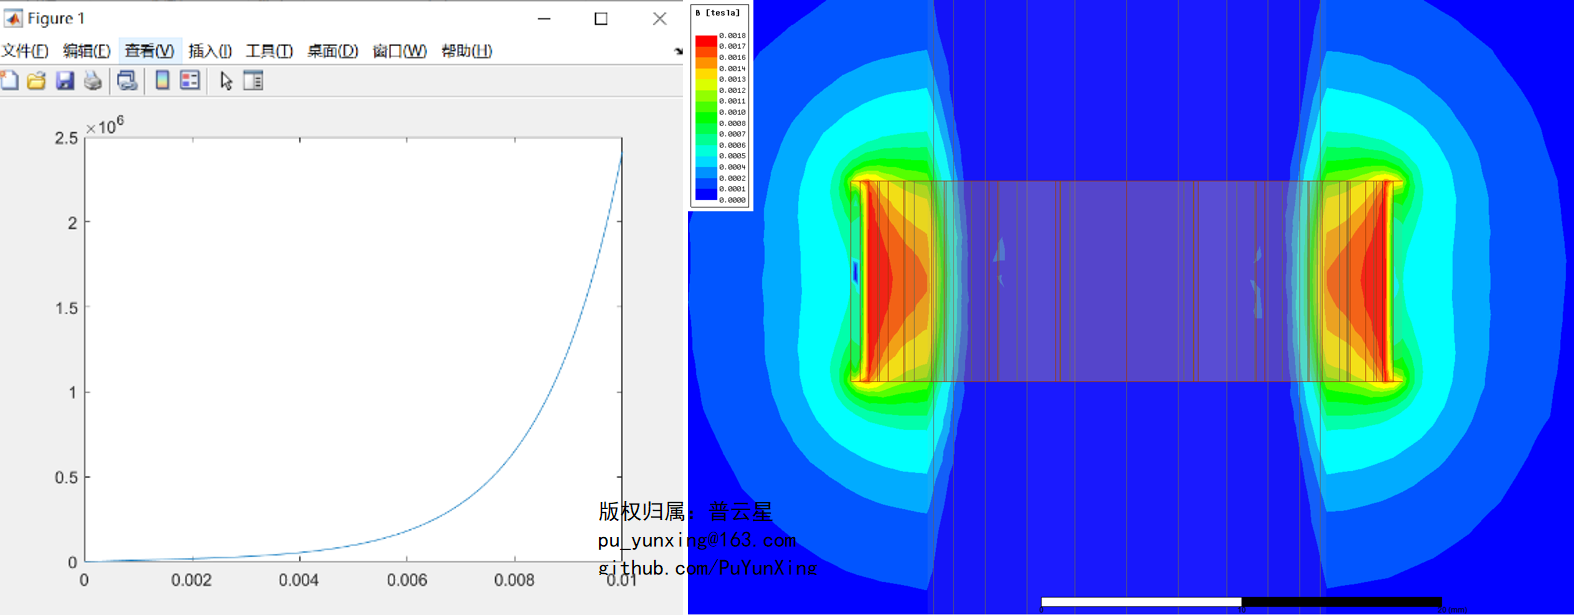 Figure 1
文件(F) 编辑(E) 查看(V) 插入(I) 工具(T) 桌面(D) 窗口(W) 帮助(H)
×10⁶
2.5
2
1.5
1
0.5
0
0 0.002 0.004 0.006 0.008 0.01
B [tesla]
0.0018
0.0017
0.0016
0.0014
0.0013
0.0012
0.0011
0.0010
0.0008
0.0007
0.0006
0.0005
0.0004
0.0002
0.0001
0.0000
版权归属：普云星
pu_yunxing@163.com
github.com/PuYunXing
0 10 20 (mm)